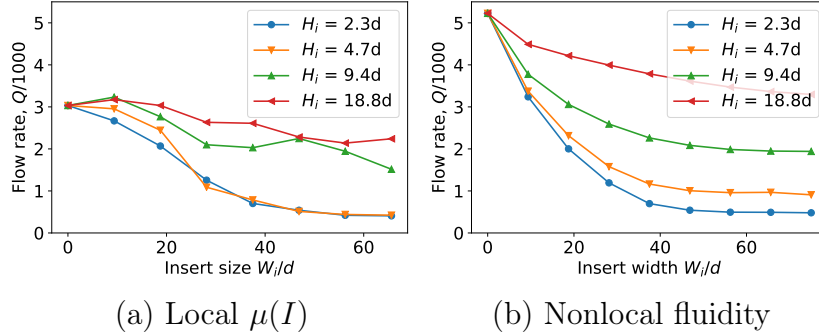 5
4
3
2
1
0
Flow rate, Q/1000
H_i = 2.3d
H_i = 4.7d
H_i = 9.4d
H_i = 18.8d
0 20 40 60
Insert size W_i/d
(a) Local μ(I)
5
4
3
2
1
0
Flow rate, Q/1000
H_i = 2.3d
H_i = 4.7d
H_i = 9.4d
H_i = 18.8d
0 20 40 60
Insert width W_i/d
(b) Nonlocal fluidity